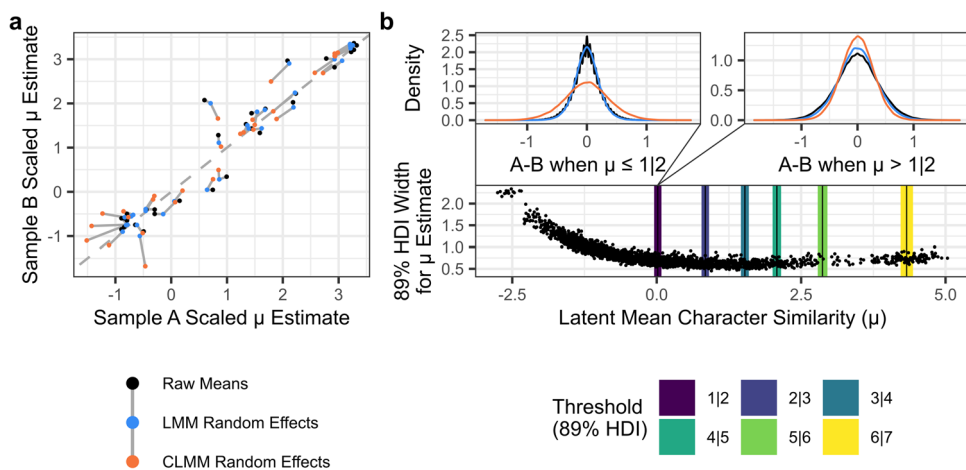 a
b
Sample B Scaled μ Estimate
3
2
1
0
-1
-1
0
1
2
3
Sample A Scaled μ Estimate
Density
2.5
2.0
1.5
1.0
0.5
0.0
-1
0
1
A-B when μ ≤ 1|2
1.0
0.5
0.0
-1
0
1
A-B when μ > 1|2
89% HDI Width
for μ Estimate
2.0
1.5
1.0
0.5
-2.5
0.0
2.5
5.0
Latent Mean Character Similarity (μ)
Raw Means
LMM Random Effects
CLMM Random Effects
Threshold
(89% HDI)
1|2
2|3
3|4
4|5
5|6
6|7